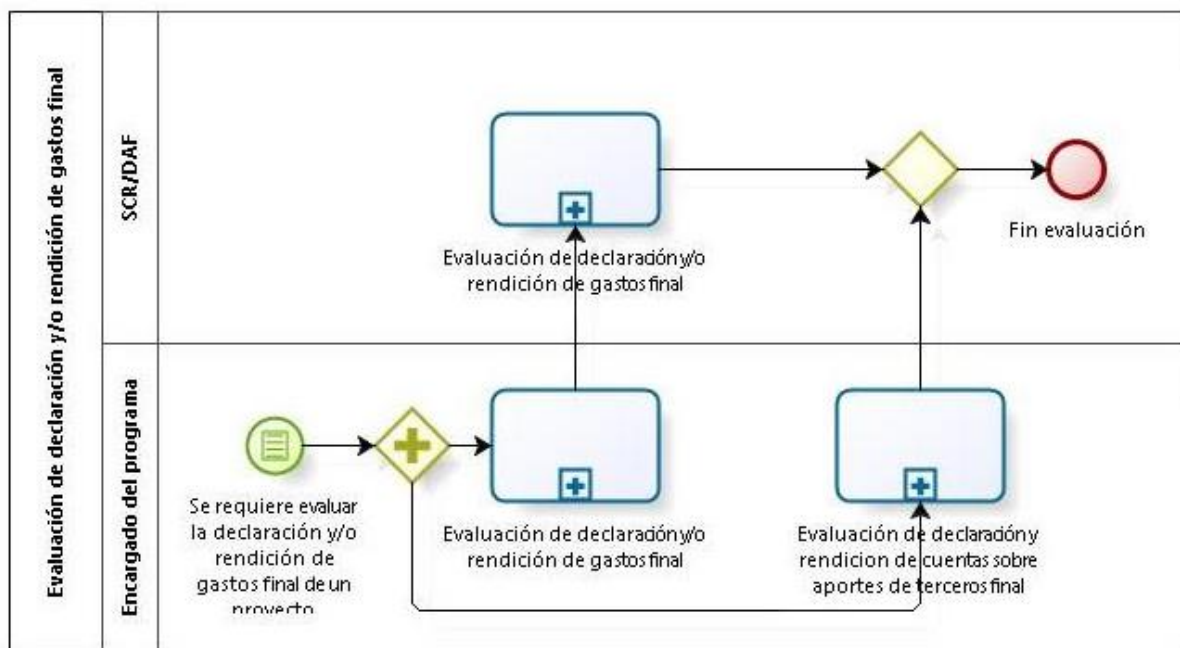 Evaluación de declaración y/o rendición de gastos final
SCR/DAF
Evaluación de declaración y/o
rendición de gastos final
Fin evaluación
Encargado del programa
Se requiere evaluar
la declaración y/o
rendición de
gastos final de un
proyecto
Evaluación de declaración y/o
rendición de gastos final
Evaluación de declaración y
rendicion de cuentas sobre
aportes de terceros final